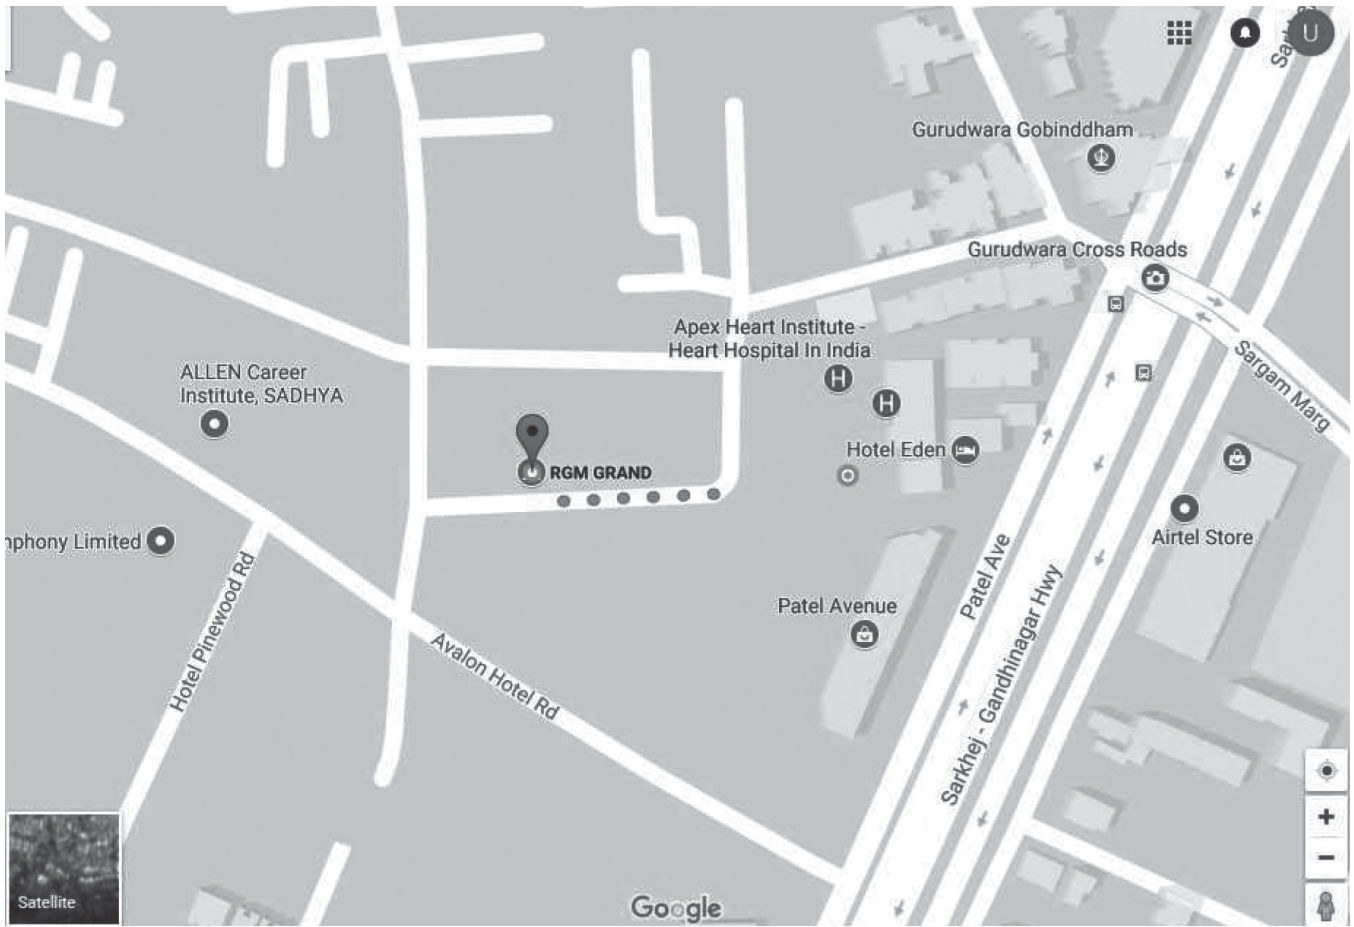 U
Gurudwara Gobinddham
Gurudwara Cross Roads
Apex Heart Institute -
Heart Hospital In India
H
H
Sargam Marg
ALLEN Career
Institute, SADHYA
Hotel Eden
RGM GRAND
Airtel Store
nphony Limited
Hotel Pinewood Rd
Patel Ave
Patel Avenue
Sarkhej - Gandhinagar Hwy
Avalon Hotel Rd
Satellite
Google